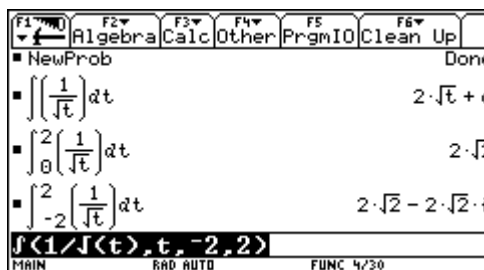 F1 F2 F3 F4 F5 F6
Algebra Calc Other PrgmIO Clean Up
NewProb Done
∫(1/√t)dt 2·√t +
∫₀²(1/√t)dt 2·√
∫₋₂²(1/√t)dt 2·√2 − 2·√2·
∫(1/√(t),t,⁻2,2)
MAIN RAD AUTO FUNC 4/30